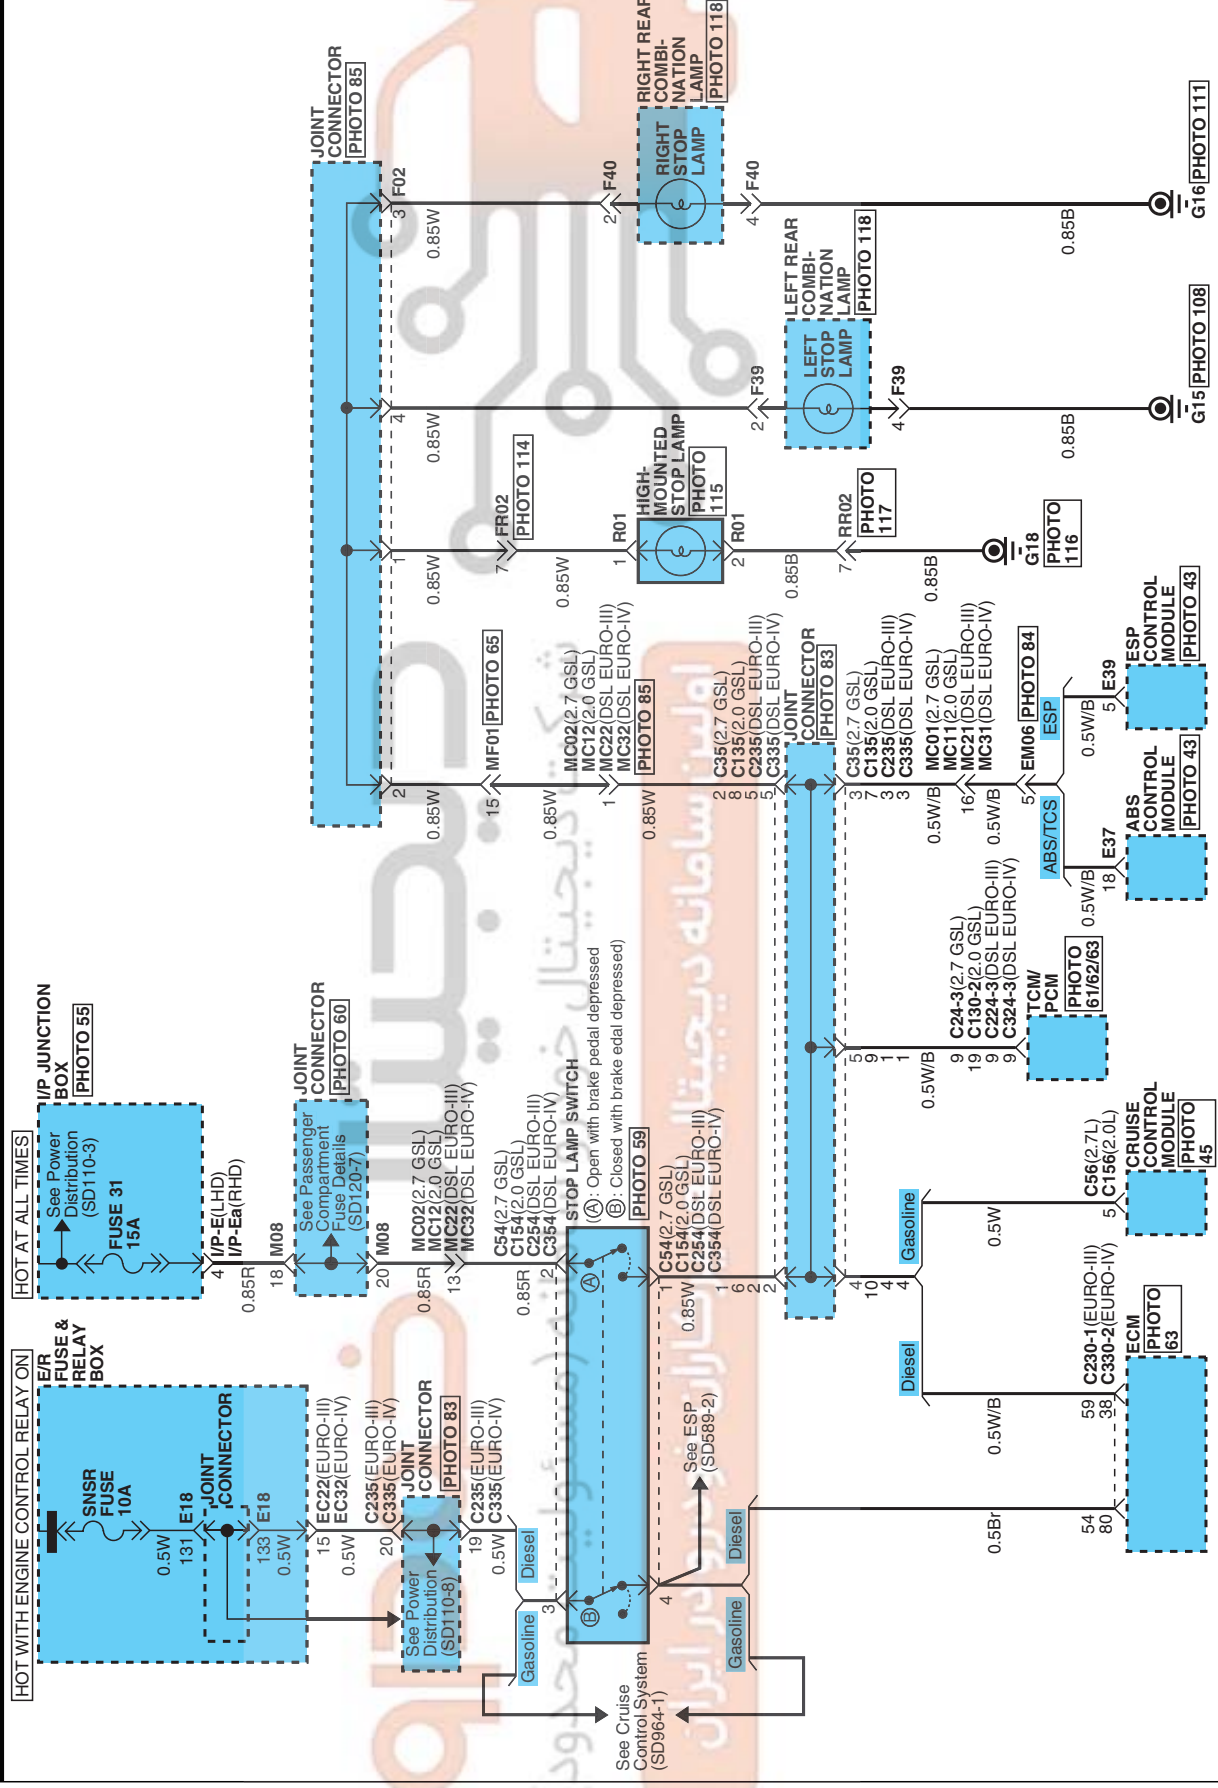 HOT WITH ENGINE CONTROL RELAY ON
E/R
FUSE &
RELAY
BOX
SNSR
FUSE
10A
0.5W
131
E18
JOINT
CONNECTOR
133
E18
0.5W
15
EC22(EURO-III)
EC32(EURO-IV)
0.5W
20
C235(EURO-III)
C335(EURO-IV)
See Power
Distribution
(SD110-8)
JOINT
CONNECTOR
PHOTO 83
19
C235(EURO-III)
C335(EURO-IV)
0.5W
Gasoline
Diesel
3
HOT AT ALL TIMES
I/P JUNCTION
BOX
PHOTO 55
See Power
Distribution
(SD110-3)
FUSE 31
15A
4
I/P-E(LHD)
I/P-Ea(RHD)
0.85R
18
M08
See Passenger
Compartment
Fuse Details
(SD120-7)
JOINT
CONNECTOR
PHOTO 60
20
M08
0.85R
13
MC02(2.7 GSL)
MC12(2.0 GSL)
MC22(DSL EURO-III)
MC32(DSL EURO-IV)
0.85R
2
C54(2.7 GSL)
C154(2.0 GSL)
C254(DSL EURO-III)
C354(DSL EURO-IV)
STOP LAMP SWITCH
(Ⓐ: Open with brake pedal depressed
Ⓑ: Closed with brake edal depressed)
PHOTO 59
Ⓐ
Ⓑ
4
1
C54(2.7 GSL)
C154(2.0 GSL)
C254(DSL EURO-III)
C354(DSL EURO-IV)
0.85W
1
6
2
2
See ESP
(SD589-2)
See Cruise
Control System
(SD964-1)
Gasoline
Diesel
0.5Br
54
80
JOINT
CONNECTOR
PHOTO 85
2
1
4
3
F02
0.85W
0.85W
0.85W
0.85W
15
MF01
PHOTO 65
0.85W
1
MC02(2.7 GSL)
MC12(2.0 GSL)
MC22(DSL EURO-III)
MC32(DSL EURO-IV)
PHOTO 85
0.85W
2
8
5
5
C35(2.7 GSL)
C135(2.0 GSL)
C235(DSL EURO-III)
C335(DSL EURO-IV)
JOINT
CONNECTOR
PHOTO 83
4
10
4
4
Diesel
Gasoline
0.5W/B
59
38
C230-1(EURO-III)
C330-2(EURO-IV)
ECM
PHOTO
63
0.5W
5
C556(2.7L)
C156(2.0L)
CRUISE
CONTROL
MODULE
PHOTO
45
5
9
1
1
0.5W/B
9
19
9
9
C24-3(2.7 GSL)
C130-2(2.0 GSL)
C224-3(DSL EURO-III)
C324-3(DSL EURO-IV)
TCM/
PCM
PHOTO
61/62/63
3
7
3
3
C35(2.7 GSL)
C135(2.0 GSL)
C235(DSL EURO-III)
C335(DSL EURO-IV)
0.5W/B
16
MC01(2.7 GSL)
MC11(2.0 GSL)
MC21(DSL EURO-III)
MC31(DSL EURO-IV)
0.5W/B
5
EM06
PHOTO 84
ABS/TCS
ESP
0.5W/B
18
E37
ABS
CONTROL
MODULE
PHOTO 43
0.5W/B
5
E39
ESP
CONTROL
MODULE
PHOTO 43
7
FR02
PHOTO 114
0.85W
1
R01
HIGH-
MOUNTED
STOP LAMP
PHOTO
115
2
R01
0.85B
7
RR02
PHOTO
117
0.85B
G18
PHOTO
116
2
F39
LEFT
STOP
LAMP
LEFT REAR
COMBI-
NATION
LAMP
PHOTO 118
4
F39
0.85B
G15
PHOTO 108
2
F40
RIGHT
STOP
LAMP
RIGHT REAR
COMBI-
NATION
LAMP
PHOTO 118
4
F40
0.85B
G16
PHOTO 111
اولین سامانه دیجیتال